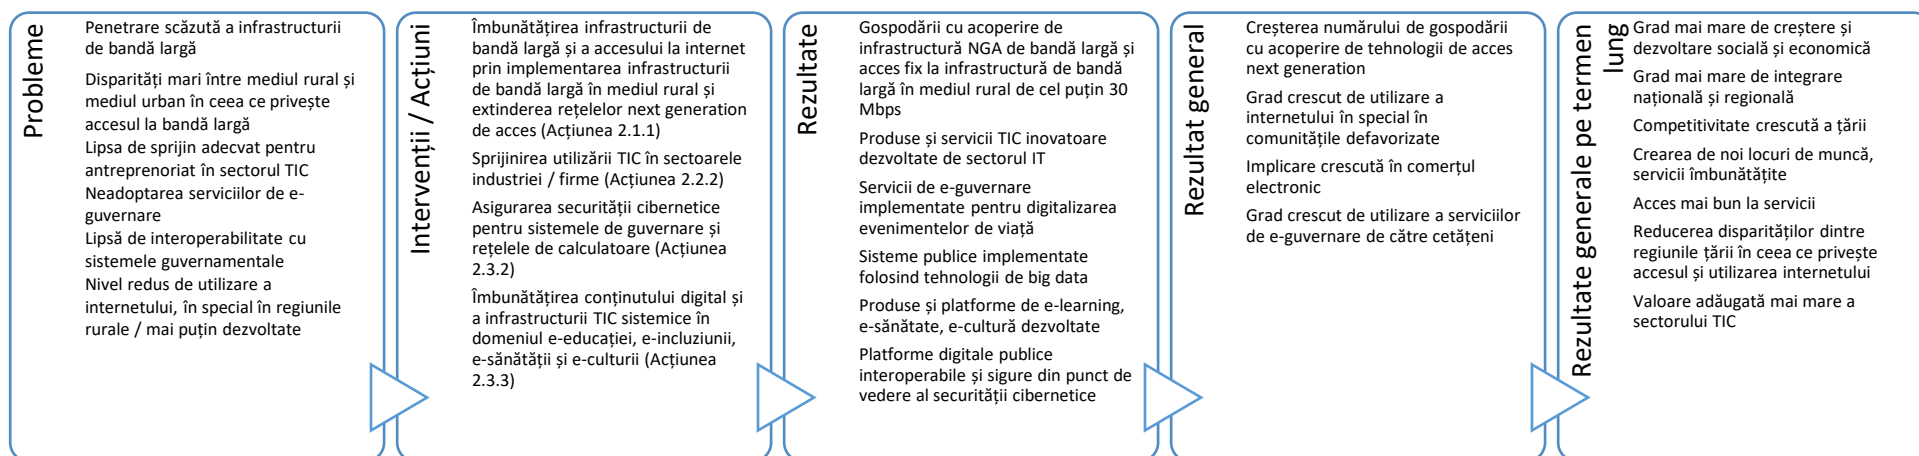 Probleme
Penetrare scăzută a infrastructurii
de bandă largă
Disparități mari între mediul rural și
mediul urban în ceea ce privește
accesul la bandă largă
Lipsa de sprijin adecvat pentru
antreprenoriat în sectorul TIC
Neadoptarea serviciilor de e-
guvernare
Lipsă de interoperabilitate cu
sistemele guvernamentale
Nivel redus de utilizare a
internetului, în special în regiunile
rurale / mai puțin dezvoltate
Intervenții / Acțiuni
Îmbunătățirea infrastructurii de
bandă largă și a accesului la internet
prin implementarea infrastructurii
de bandă largă în mediul rural și
extinderea rețelelor next generation
de acces (Acțiunea 2.1.1)
Sprijinirea utilizării TIC în sectoarele
industriei / firme (Acțiunea 2.2.2)
Asigurarea securității cibernetice
pentru sistemele de guvernare și
rețelele de calculatoare (Acțiunea
2.3.2)
Îmbunătățirea conținutului digital și
a infrastructurii TIC sistemice în
domeniul e-educației, e-incluziunii,
e-sănătății și e-culturii (Acțiunea
2.3.3)
Rezultate
Gospodării cu acoperire de
infrastructură NGA de bandă largă și
acces fix la infrastructură de bandă
largă în mediul rural de cel puțin 30
Mbps
Produse și servicii TIC inovatoare
dezvoltate de sectorul IT
Servicii de e-guvernare
implementate pentru digitalizarea
evenimentelor de viață
Sisteme publice implementate
folosind tehnologii de big data
Produse și platforme de e-learning,
e-sănătate, e-cultură dezvoltate
Platforme digitale publice
interoperabile și sigure din punct de
vedere al securității cibernetice
Rezultat general
Creșterea numărului de gospodării
cu acoperire de tehnologii de acces
next generation
Grad crescut de utilizare a
internetului în special în
comunitățile defavorizate
Implicare crescută în comerțul
electronic
Grad crescut de utilizare a serviciilor
de e-guvernare de către cetățeni
Rezultate generale pe termen
lung
Grad mai mare de creștere și
dezvoltare socială și economică
Grad mai mare de integrare
națională și regională
Competitivitate crescută a țării
Crearea de noi locuri de muncă,
servicii îmbunătățite
Acces mai bun la servicii
Reducerea disparităților dintre
regiunile țării în ceea ce privește
accesul și utilizarea internetului
Valoare adăugată mai mare a
sectorului TIC